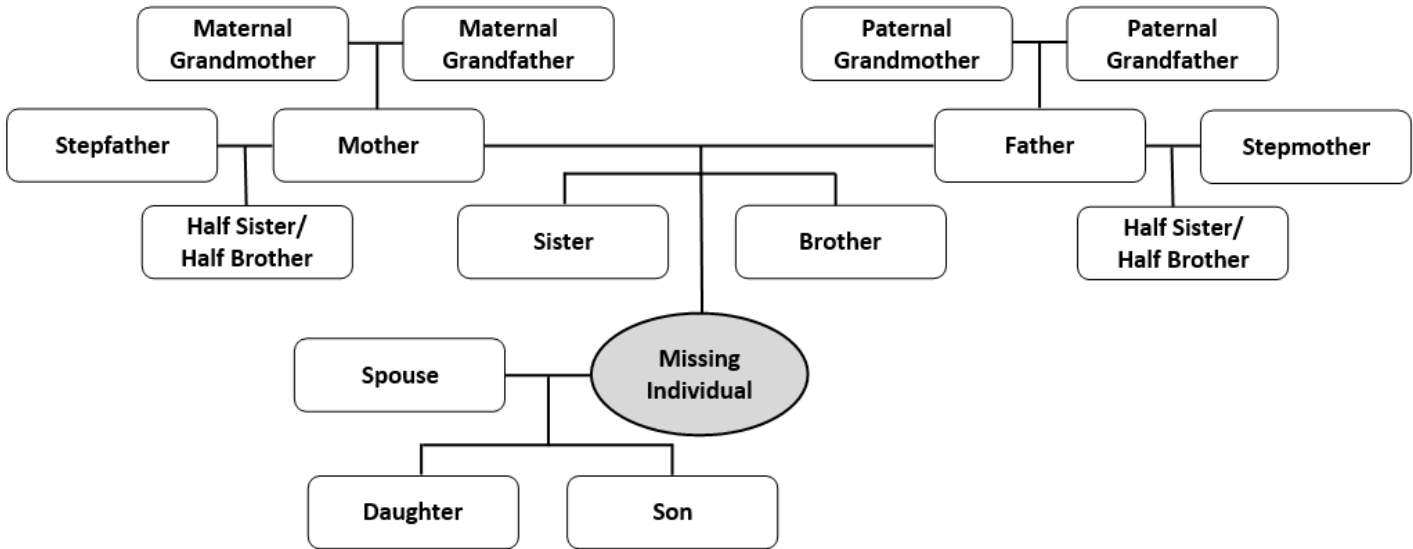 Maternal
Grandmother
Maternal
Grandfather
Paternal
Grandmother
Paternal
Grandfather
Stepfather
Mother
Father
Stepmother
Half Sister/
Half Brother
Sister
Brother
Half Sister/
Half Brother
Spouse
Missing
Individual
Daughter
Son